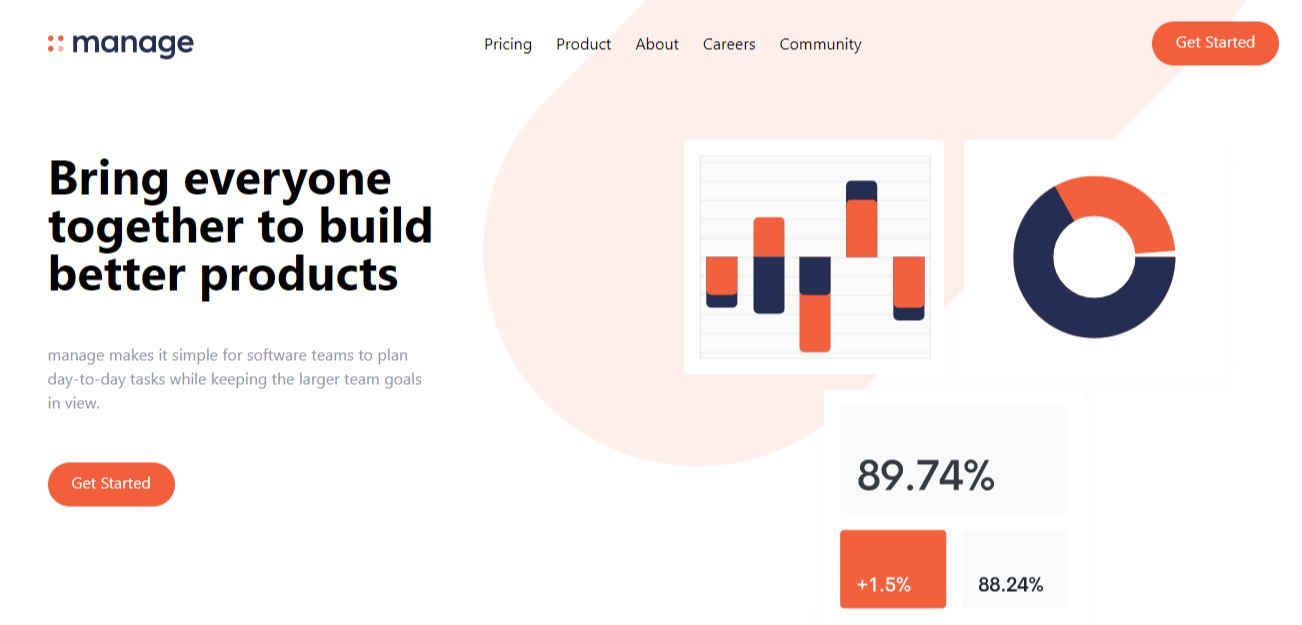 manage
Pricing
Product
About
Careers
Community
Get Started
Bring everyone
together to build
better products
manage makes it simple for software teams to plan
day-to-day tasks while keeping the larger team goals
in view.
Get Started
89.74%
+1.5%
88.24%